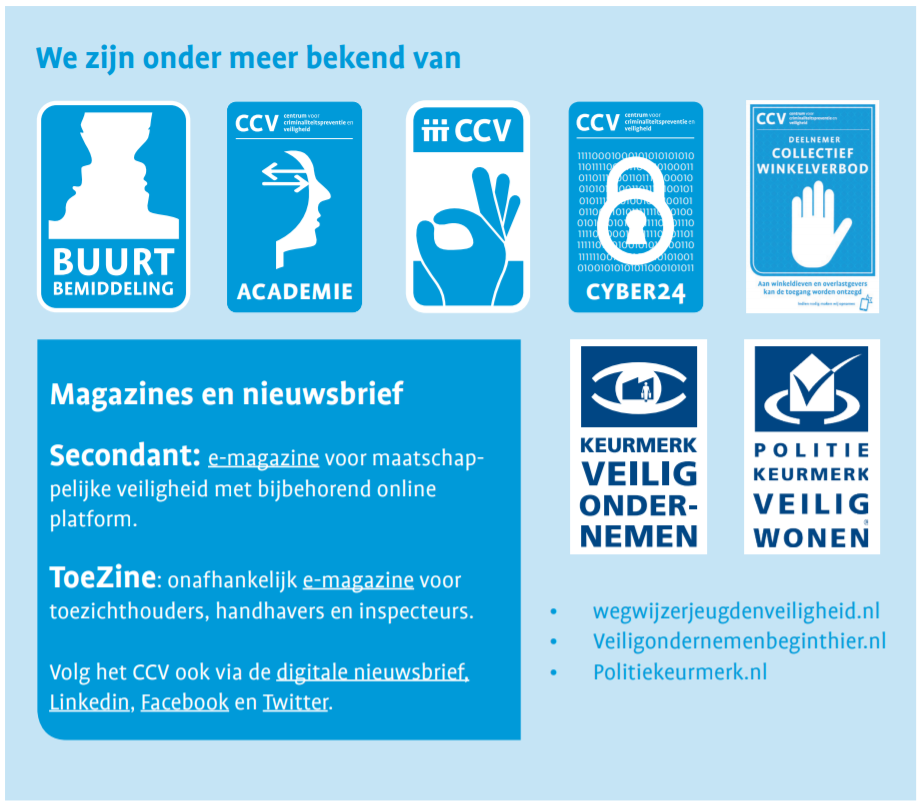 We zijn onder meer bekend van
BUURT
BEMIDDELING
CCV centrum voor
criminaliteitspreventie en
veiligheid
ACADEMIE
CCV
CCV centrum voor
criminaliteitspreventie en
veiligheid
CYBER24
CCV centrum voor
criminaliteitspreventie en
veiligheid
DEELNEMER
COLLECTIEF
WINKELVERBOD
Aan winkeldieven en overlastgevers
kan de toegang worden ontzegd
Magazines en nieuwsbrief
Secondant: e-magazine voor maatschap-
pelijke veiligheid met bijbehorend online
platform.
ToeZine: onafhankelijk e-magazine voor
toezichthouders, handhavers en inspecteurs.
Volg het CCV ook via de digitale nieuwsbrief,
Linkedin, Facebook en Twitter.
KEURMERK
VEILIG
ONDER-
NEMEN
POLITIE
KEURMERK
VEILIG
WONEN®
• wegwijzerjeugdenveiligheid.nl
• Veiligondernemenbeginthier.nl
• Politiekeurmerk.nl